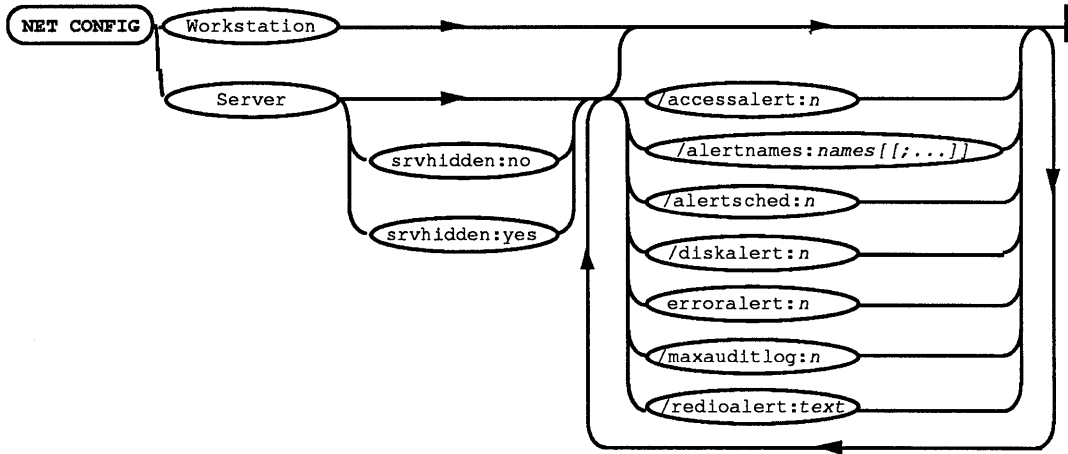 NET CONFIG
Workstation
Server
srvhidden:no
srvhidden:yes
/accessalert:n
/alertnames:names[[;...]]
/alertsched:n
/diskalert:n
erroralert:n
/maxauditlog:n
/redioalert:text